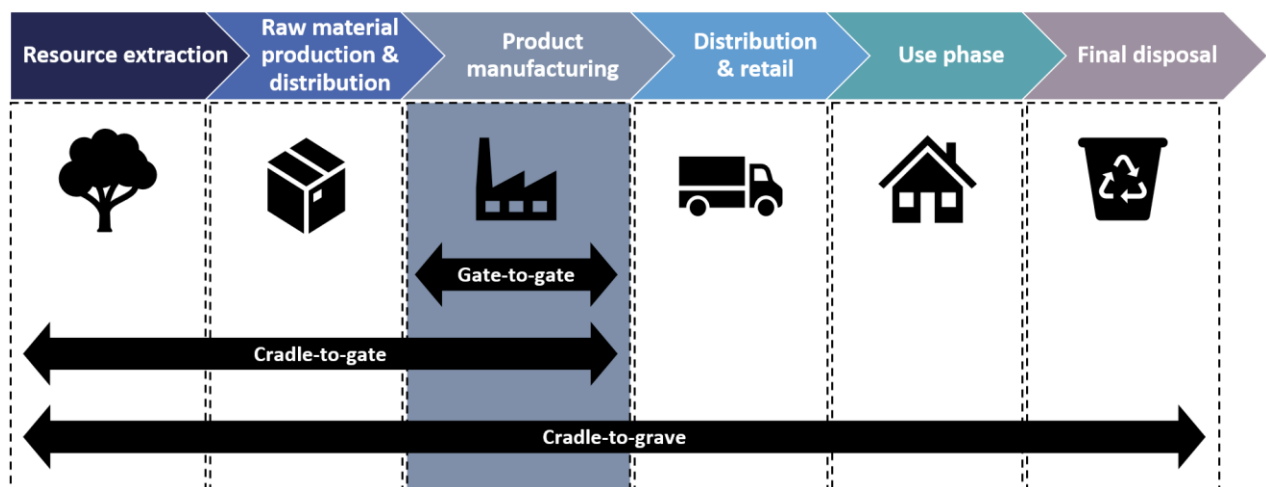 Resource extraction
Raw material
production &
distribution
Product
manufacturing
Distribution
& retail
Use phase
Final disposal
Gate-to-gate
Cradle-to-gate
Cradle-to-grave